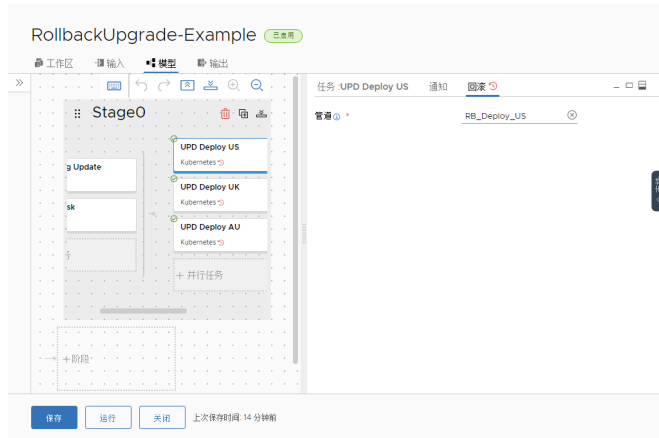 RollbackUpgrade-Example 已启用
工作区 输入 模型 输出
Stage0
g Update
sk
UPD Deploy US
Kubernetes
UPD Deploy UK
Kubernetes
UPD Deploy AU
Kubernetes
+ 并行任务
+阶段
任务 :UPD Deploy US 通知 回滚
管道 * RB_Deploy_US
保存 运行 关闭 上次保存时间: 14 分钟前